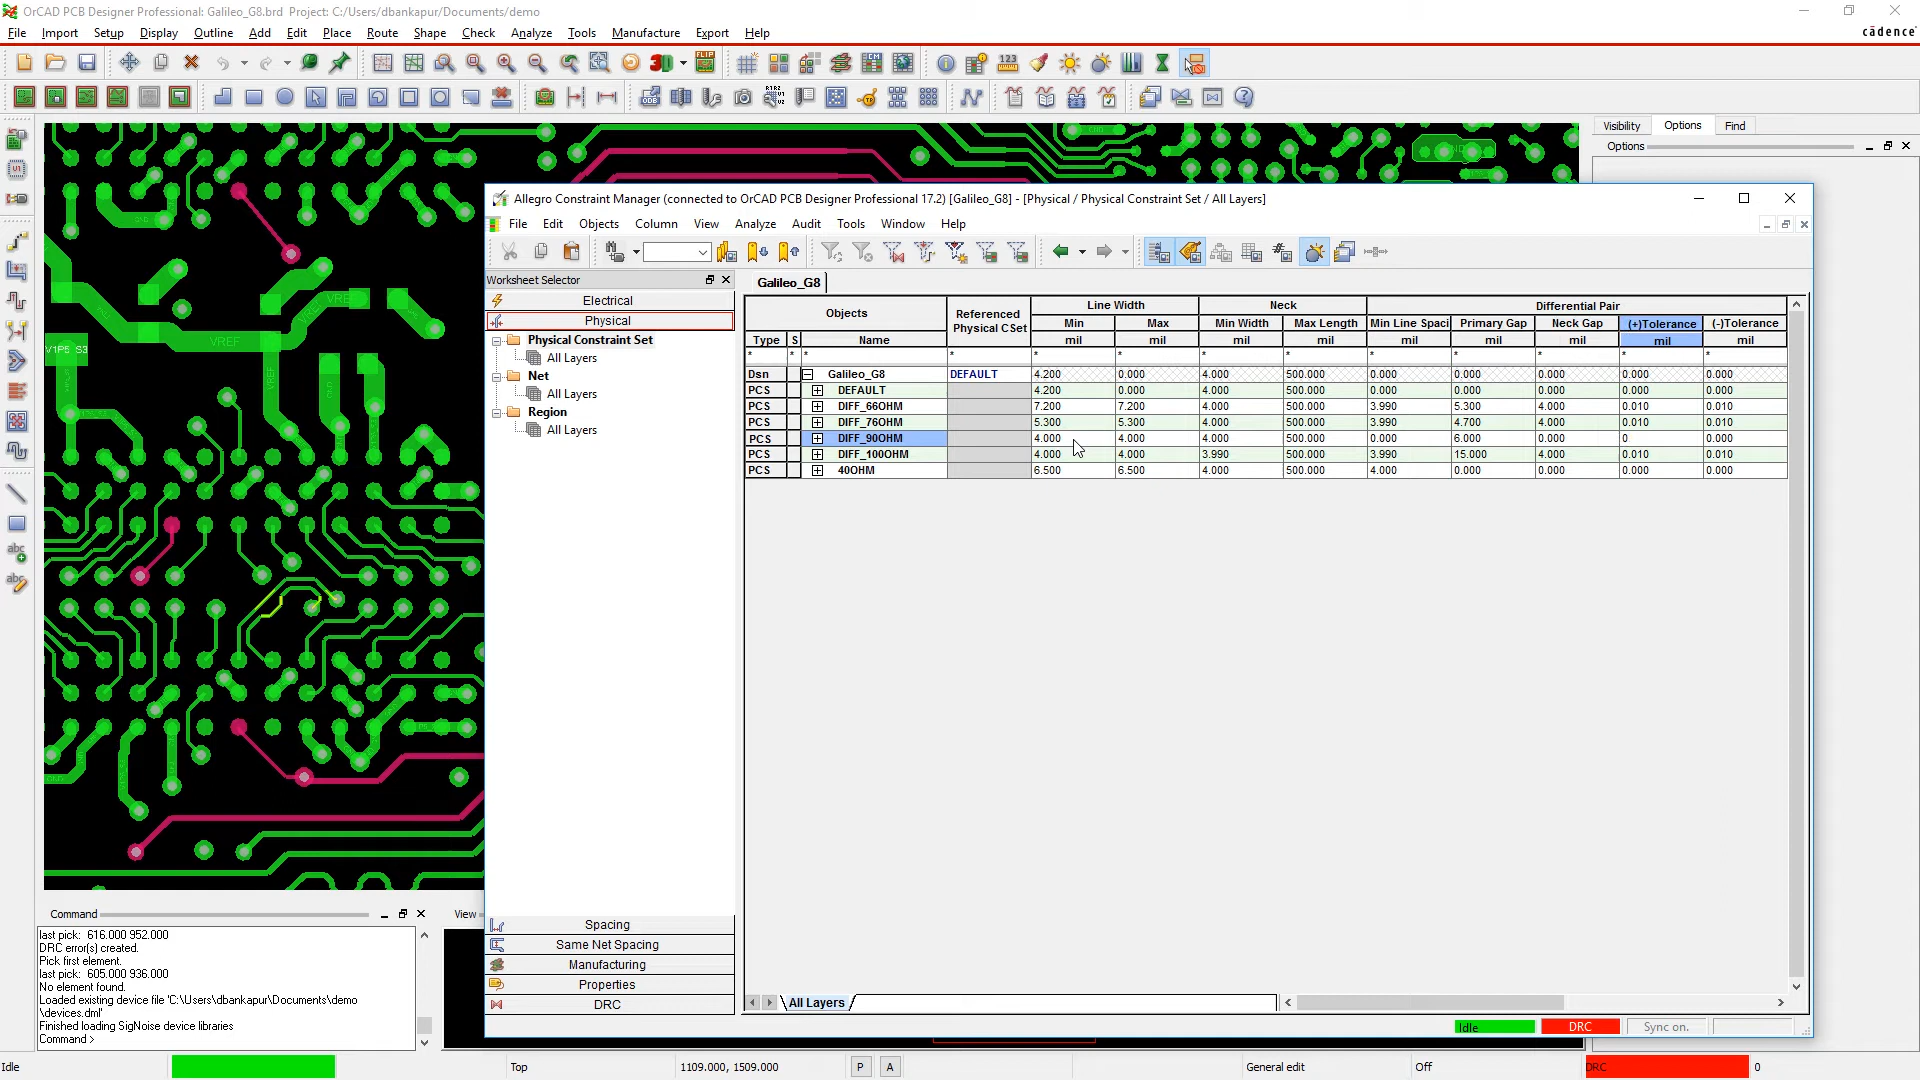 OrCAD PCB Designer Professional: Galileo_G8.brd Project: C:/Users/dbankapur/Documents/demo
File Import Setup Display Outline Add Edit Place Route Shape Check Analyze Tools Manufacture Export Help
cādence
3D FLIP 123
Visibility Options Find
Options
VREF
VREF
V1P5_S3
VREF
Allegro Constraint Manager (connected to OrCAD PCB Designer Professional 17.2) [Galileo_G8] - [Physical / Physical Constraint Set / All Layers]
File Edit Objects Column View Analyze Audit Tools Window Help
Worksheet Selector
Electrical
Physical
Physical Constraint Set
All Layers
Net
All Layers
Region
All Layers
Spacing
Same Net Spacing
Manufacturing
Properties
DRC
Galileo_G8
Objects Referenced Physical CSet Line Width Neck Differential Pair
Min Max Min Width Max Length Min Line Spaci Primary Gap Neck Gap (+)Tolerance (-)Tolerance
Type S Name mil mil mil mil mil mil mil mil mil
* * * * * * * * * * * * *
Dsn Galileo_G8 DEFAULT 4.200 0.000 4.000 500.000 0.000 0.000 0.000 0.000 0.000
PCS DEFAULT 4.200 0.000 4.000 500.000 0.000 0.000 0.000 0.000 0.000
PCS DIFF_66OHM 7.200 7.200 4.000 500.000 3.990 5.300 4.000 0.010 0.010
PCS DIFF_76OHM 5.300 5.300 4.000 500.000 3.990 4.700 4.000 0.010 0.010
PCS DIFF_90OHM 4.000 4.000 4.000 500.000 0.000 6.000 0.000 0 0.000
PCS DIFF_100OHM 4.000 4.000 3.990 500.000 3.990 15.000 4.000 0.010 0.010
PCS 40OHM 6.500 6.500 4.000 500.000 4.000 0.000 4.000 0.000 0.000
All Layers
Idle DRC Sync on.
Command
View
last pick: 616.000 952.000
DRC error(s) created.
Pick first element.
last pick: 605.000 936.000
No element found.
Loaded existing device file 'C:\Users\dbankapur\Documents\demo
\devices.dml'
Finished loading SigNoise device libraries
Command >
Idle Top 1109.000, 1509.000 P A General edit Off DRC 0